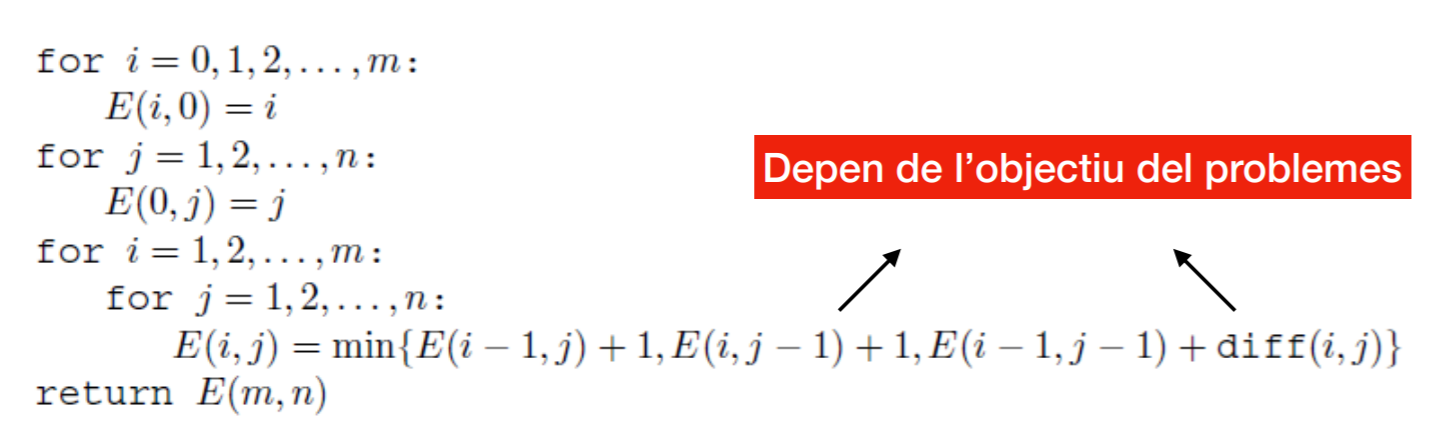 for i = 0, 1, 2, . . . , m:
E(i, 0) = i
for j = 1, 2, . . . , n:
Depen de l’objectiu del problemes
E(0, j) = j
for i = 1, 2, . . . , m:
for j = 1, 2, . . . , n:
E(i, j) = min{E(i − 1, j) + 1, E(i, j − 1) + 1, E(i − 1, j − 1) + diff(i, j)}
return E(m, n)